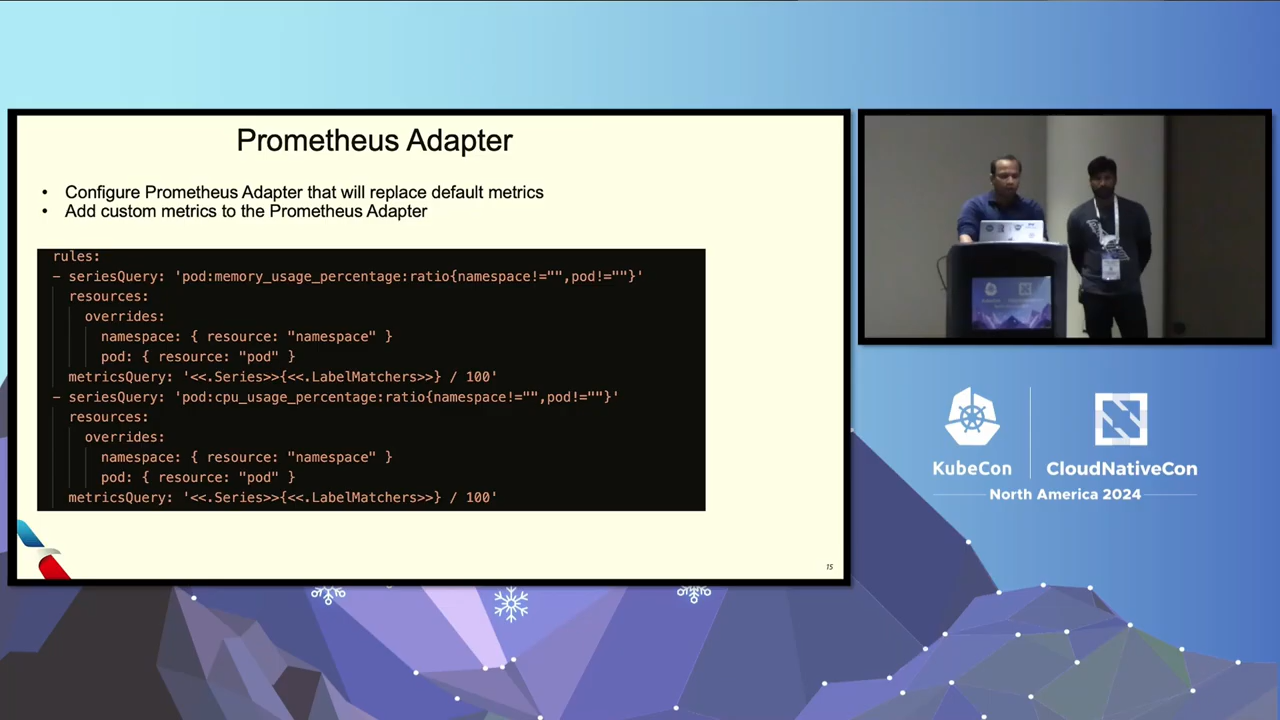 Prometheus Adapter
• Configure Prometheus Adapter that will replace default metrics
• Add custom metrics to the Prometheus Adapter
rules:
- seriesQuery: 'pod:memory_usage_percentage:ratio{namespace!="",pod!=""}'
resources:
overrides:
namespace: { resource: "namespace" }
pod: { resource: "pod" }
metricsQuery: '<<.Series>>{<<.LabelMatchers>>} / 100'
- seriesQuery: 'pod:cpu_usage_percentage:ratio{namespace!="",pod!=""}'
resources:
overrides:
namespace: { resource: "namespace" }
pod: { resource: "pod" }
metricsQuery: '<<.Series>>{<<.LabelMatchers>>} / 100'
15
KubeCon
CloudNativeCon
North America 2024